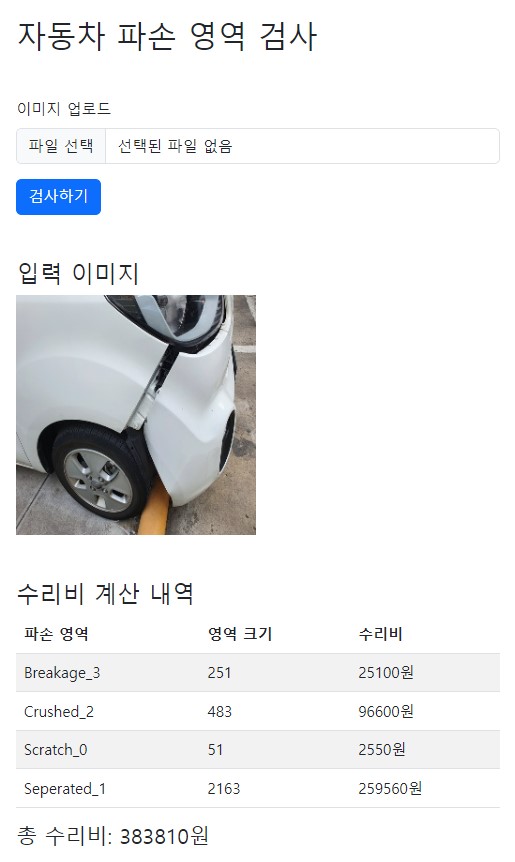 자동차 파손 영역 검사
이미지 업로드
파일 선택 선택된 파일 없음
검사하기
입력 이미지
수리비 계산 내역
파손 영역 영역 크기 수리비
Breakage_3 251 25100원
Crushed_2 483 96600원
Scratch_0 51 2550원
Seperated_1 2163 259560원
총 수리비: 383810원